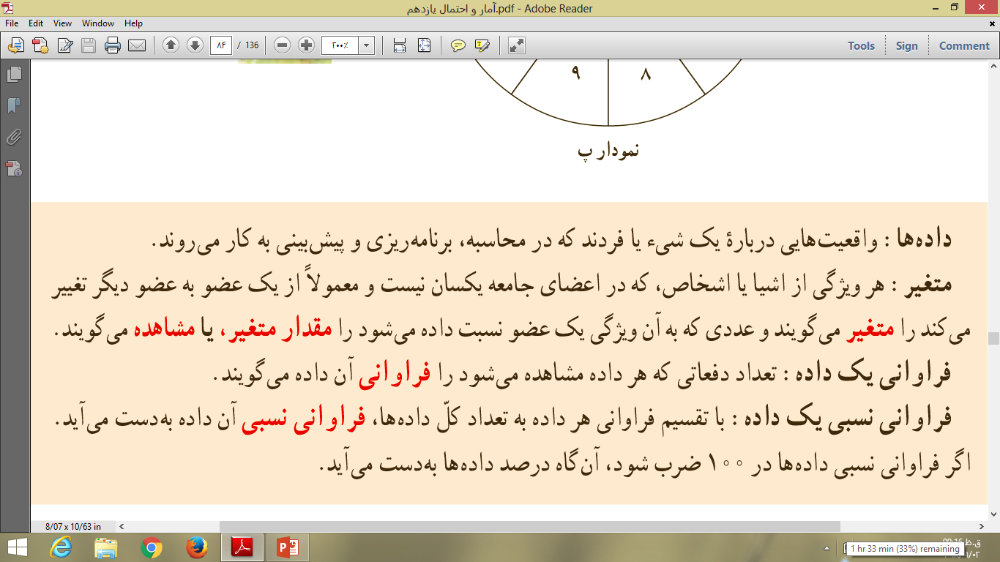 آمار و احتمال یازدهم.pdf - Adobe Reader
File Edit View Window Help
۸۴ / 136 ۲۰۰٪ Tools Sign Comment
۹ ۸
نمودار پ
داده‌ها : واقعیت‌هایی دربارهٔ یک شیء یا فردند که در محاسبه، برنامه‌ریزی و پیش‌بینی به کار می‌روند.
متغیر : هر ویژگی از اشیا یا اشخاص، که در اعضای جامعه یکسان نیست و معمولاً از یک عضو به عضو دیگر تغییر
می‌کند را متغیر می‌گویند و عددی که به آن ویژگی یک عضو نسبت داده می‌شود را مقدار متغیر، یا مشاهده می‌گویند.
فراوانی یک داده : تعداد دفعاتی که هر داده مشاهده می‌شود را فراوانی آن داده می‌گویند.
فراوانی نسبی یک داده : با تقسیم فراوانی هر داده به تعداد کلّ داده‌ها، فراوانی نسبی آن داده به‌دست می‌آید.
اگر فراوانی نسبی داده‌ها در ۱۰۰ ضرب شود، آن‌گاه درصد داده‌ها به‌دست می‌آید.
8/07 x 10/63 in
ق.ظ
1 hr 33 min (33%) remaining